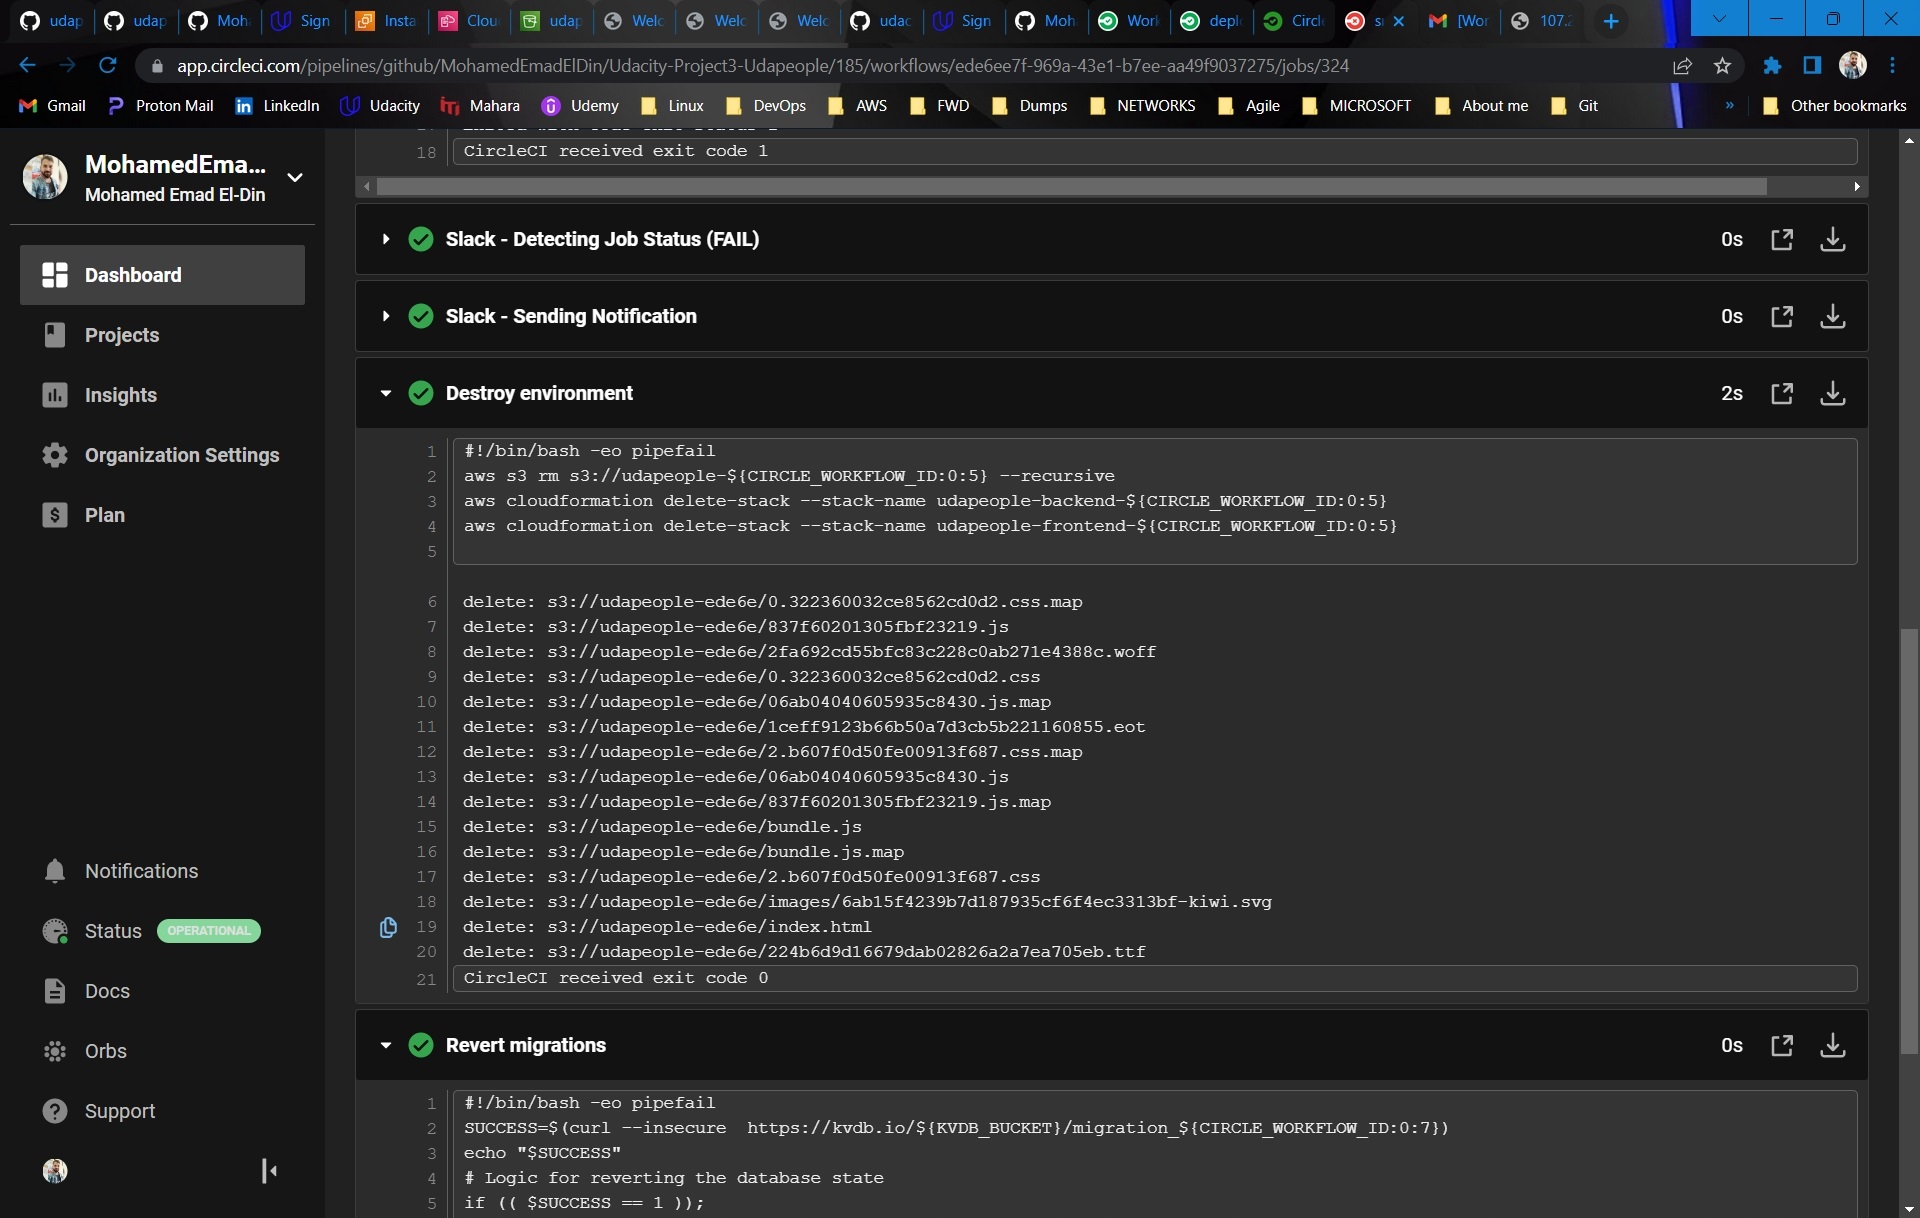 udap
udap
Moh
Sign
Insta
Clou
udap
Welc
Welc
Welc
udac
Sign
Moh
Work
depl
Circle
[Wor
107.2
app.circleci.com/pipelines/github/MohamedEmadElDin/Udacity-Project3-Udapeople/185/workflows/ede6ee7f-969a-43e1-b7ee-aa49f9037275/jobs/324
Gmail
Proton Mail
LinkedIn
Udacity
Mahara
Udemy
Linux
DevOps
AWS
FWD
Dumps
NETWORKS
Agile
MICROSOFT
About me
Git
»
Other bookmarks
MohamedEma...
Mohamed Emad El-Din
Dashboard
Projects
Insights
Organization Settings
Plan
Notifications
Status OPERATIONAL
Docs
Orbs
Support
18 CircleCI received exit code 1
Slack - Detecting Job Status (FAIL) 0s
Slack - Sending Notification 0s
Destroy environment 2s
1 #!/bin/bash -eo pipefail
2 aws s3 rm s3://udapeople-${CIRCLE_WORKFLOW_ID:0:5} --recursive
3 aws cloudformation delete-stack --stack-name udapeople-backend-${CIRCLE_WORKFLOW_ID:0:5}
4 aws cloudformation delete-stack --stack-name udapeople-frontend-${CIRCLE_WORKFLOW_ID:0:5}
5
6 delete: s3://udapeople-ede6e/0.322360032ce8562cd0d2.css.map
7 delete: s3://udapeople-ede6e/837f60201305fbf23219.js
8 delete: s3://udapeople-ede6e/2fa692cd55bfc83c228c0ab271e4388c.woff
9 delete: s3://udapeople-ede6e/0.322360032ce8562cd0d2.css
10 delete: s3://udapeople-ede6e/06ab04040605935c8430.js.map
11 delete: s3://udapeople-ede6e/1ceff9123b66b50a7d3cb5b221160855.eot
12 delete: s3://udapeople-ede6e/2.b607f0d50fe00913f687.css.map
13 delete: s3://udapeople-ede6e/06ab04040605935c8430.js
14 delete: s3://udapeople-ede6e/837f60201305fbf23219.js.map
15 delete: s3://udapeople-ede6e/bundle.js
16 delete: s3://udapeople-ede6e/bundle.js.map
17 delete: s3://udapeople-ede6e/2.b607f0d50fe00913f687.css
18 delete: s3://udapeople-ede6e/images/6ab15f4239b7d187935cf6f4ec3313bf-kiwi.svg
19 delete: s3://udapeople-ede6e/index.html
20 delete: s3://udapeople-ede6e/224b6d9d16679dab02826a2a7ea705eb.ttf
21 CircleCI received exit code 0
Revert migrations 0s
1 #!/bin/bash -eo pipefail
2 SUCCESS=$(curl --insecure  https://kvdb.io/${KVDB_BUCKET}/migration_${CIRCLE_WORKFLOW_ID:0:7})
3 echo "$SUCCESS"
4 # Logic for reverting the database state
5 if (( $SUCCESS == 1 ));